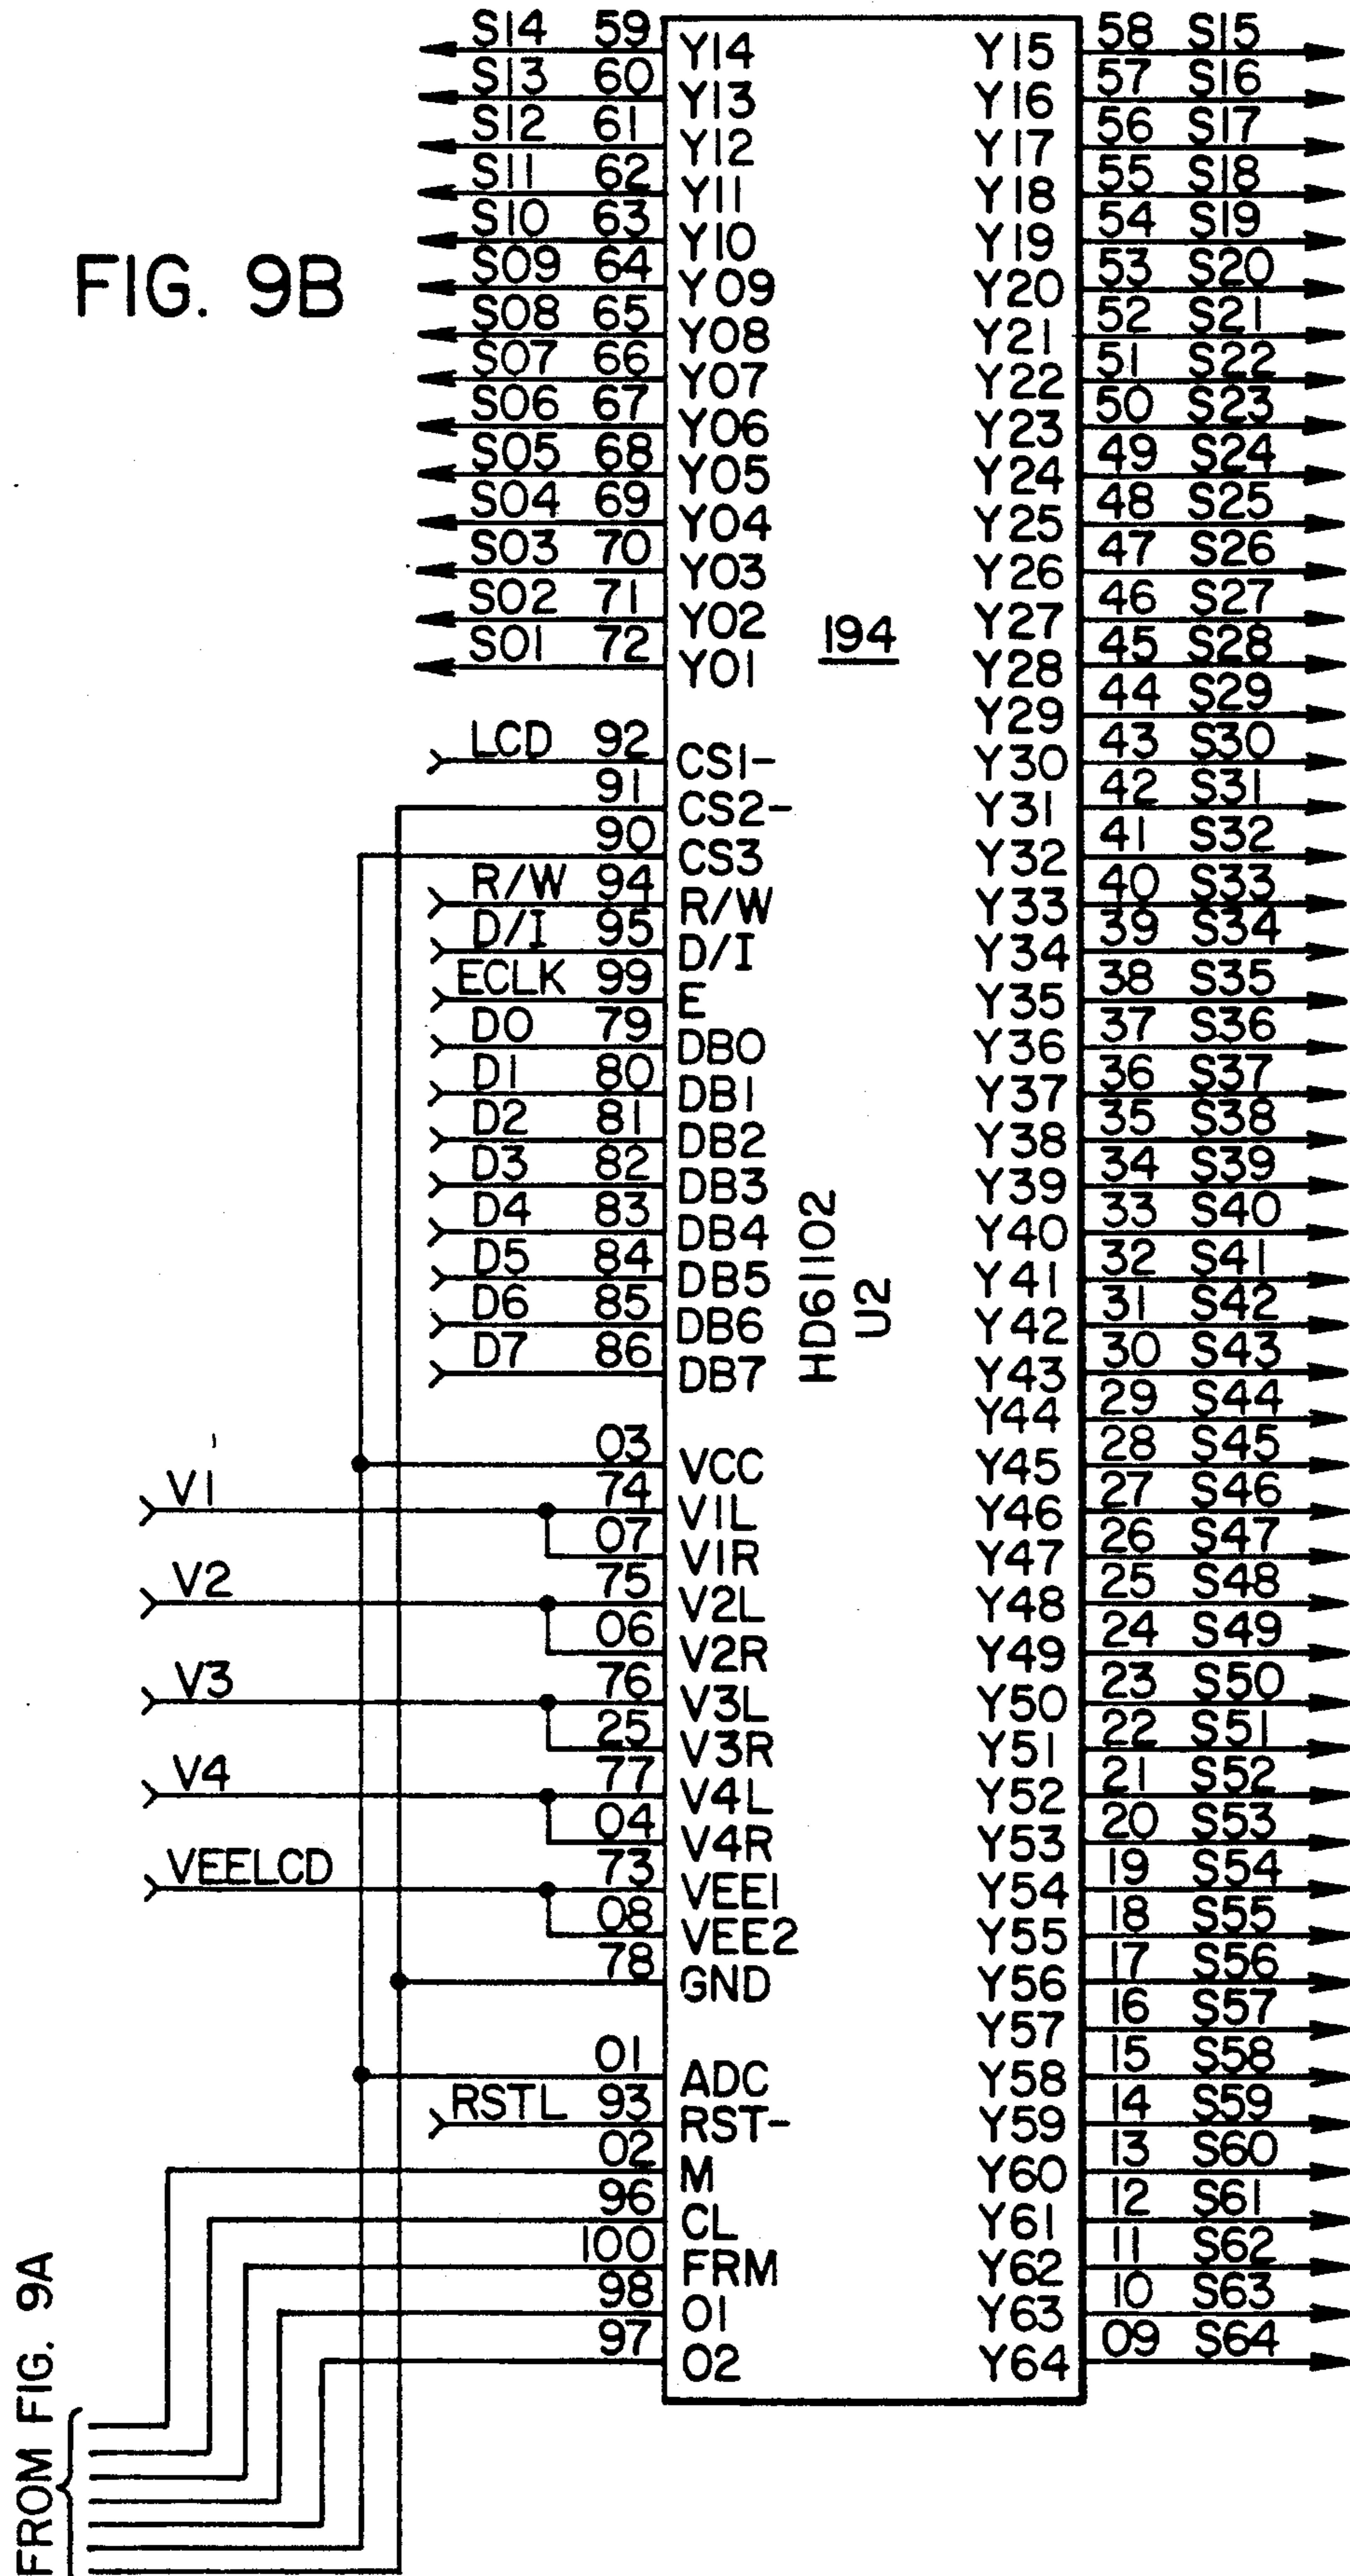 FIG. 9B
S14 59 Y14 Y15 58 S15
S13 60 Y13 Y16 57 S16
S12 61 Y12 Y17 56 S17
S11 62 Y11 Y18 55 S18
S10 63 Y10 Y19 54 S19
S09 64 Y09 Y20 53 S20
S08 65 Y08 Y21 52 S21
S07 66 Y07 Y22 51 S22
S06 67 Y06 Y23 50 S23
S05 68 Y05 Y24 49 S24
S04 69 Y04 Y25 48 S25
S03 70 Y03 Y26 47 S26
S02 71 Y02 Y27 46 S27
S01 72 Y01 Y28 45 S28
194
Y29 44 S29
LCD 92 CS1- Y30 43 S30
91 CS2- Y31 42 S31
90 CS3 Y32 41 S32
R/W 94 R/W Y33 40 S33
D/I 95 D/I Y34 39 S34
ECLK 99 E Y35 38 S35
D0 79 DB0 Y36 37 S36
D1 80 DB1 Y37 36 S37
D2 81 DB2 Y38 35 S38
D3 82 DB3 Y39 34 S39
D4 83 DB4 Y40 33 S40
D5 84 DB5 Y41 32 S41
D6 85 DB6 Y42 31 S42
D7 86 DB7 Y43 30 S43
HD61102
U2
Y44 29 S44
03 VCC Y45 28 S45
V1 74 V1L Y46 27 S46
07 V1R Y47 26 S47
V2 75 V2L Y48 25 S48
06 V2R Y49 24 S49
V3 76 V3L Y50 23 S50
25 V3R Y51 22 S51
V4 77 V4L Y52 21 S52
04 V4R Y53 20 S53
VEELCD 73 VEE1 Y54 19 S54
08 VEE2 Y55 18 S55
78 GND Y56 17 S56
Y57 16 S57
01 ADC Y58 15 S58
RSTL 93 RST- Y59 14 S59
02 M Y60 13 S60
96 CL Y61 12 S61
100 FRM Y62 11 S62
98 O1 Y63 10 S63
97 O2 Y64 09 S64
FROM FIG. 9A